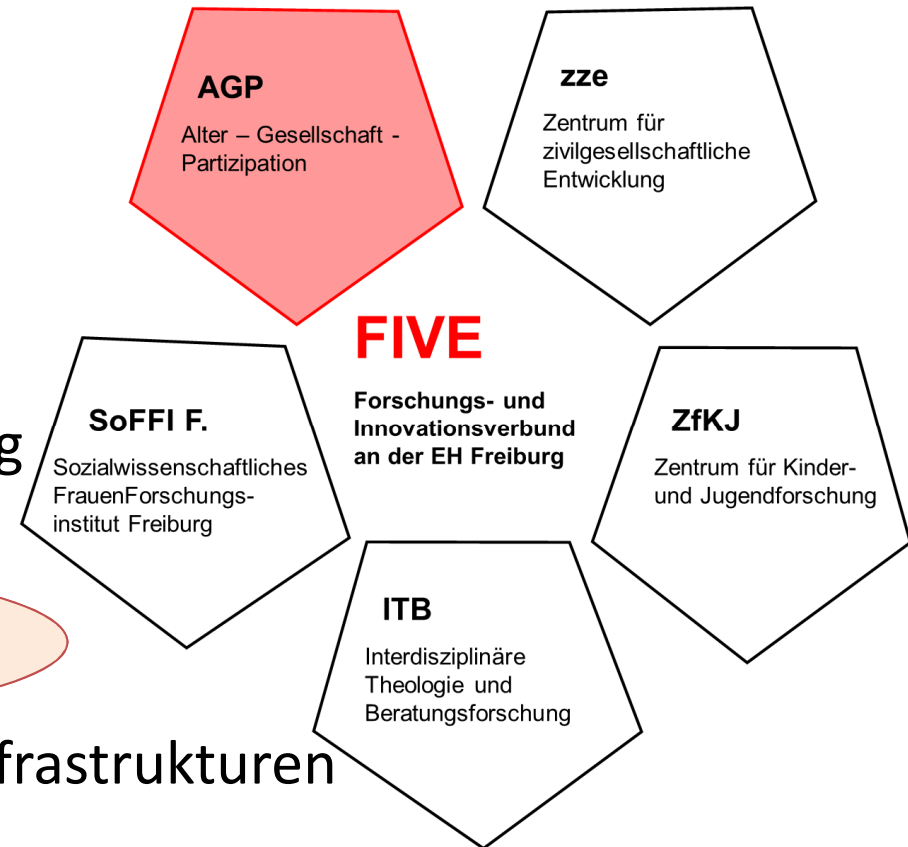 AGP
Alter – Gesellschaft -
Partizipation
zze
Zentrum für
zivilgesellschaftliche
Entwicklung
FIVE
Forschungs- und
Innovationsverbund
an der EH Freiburg
SoFFI F.
Sozialwissenschaftliches
FrauenForschungs-
institut Freiburg
ZfKJ
Zentrum für Kinder-
und Jugendforschung
ITB
Interdisziplinäre
Theologie und
Beratungsforschung
g
frastrukturen